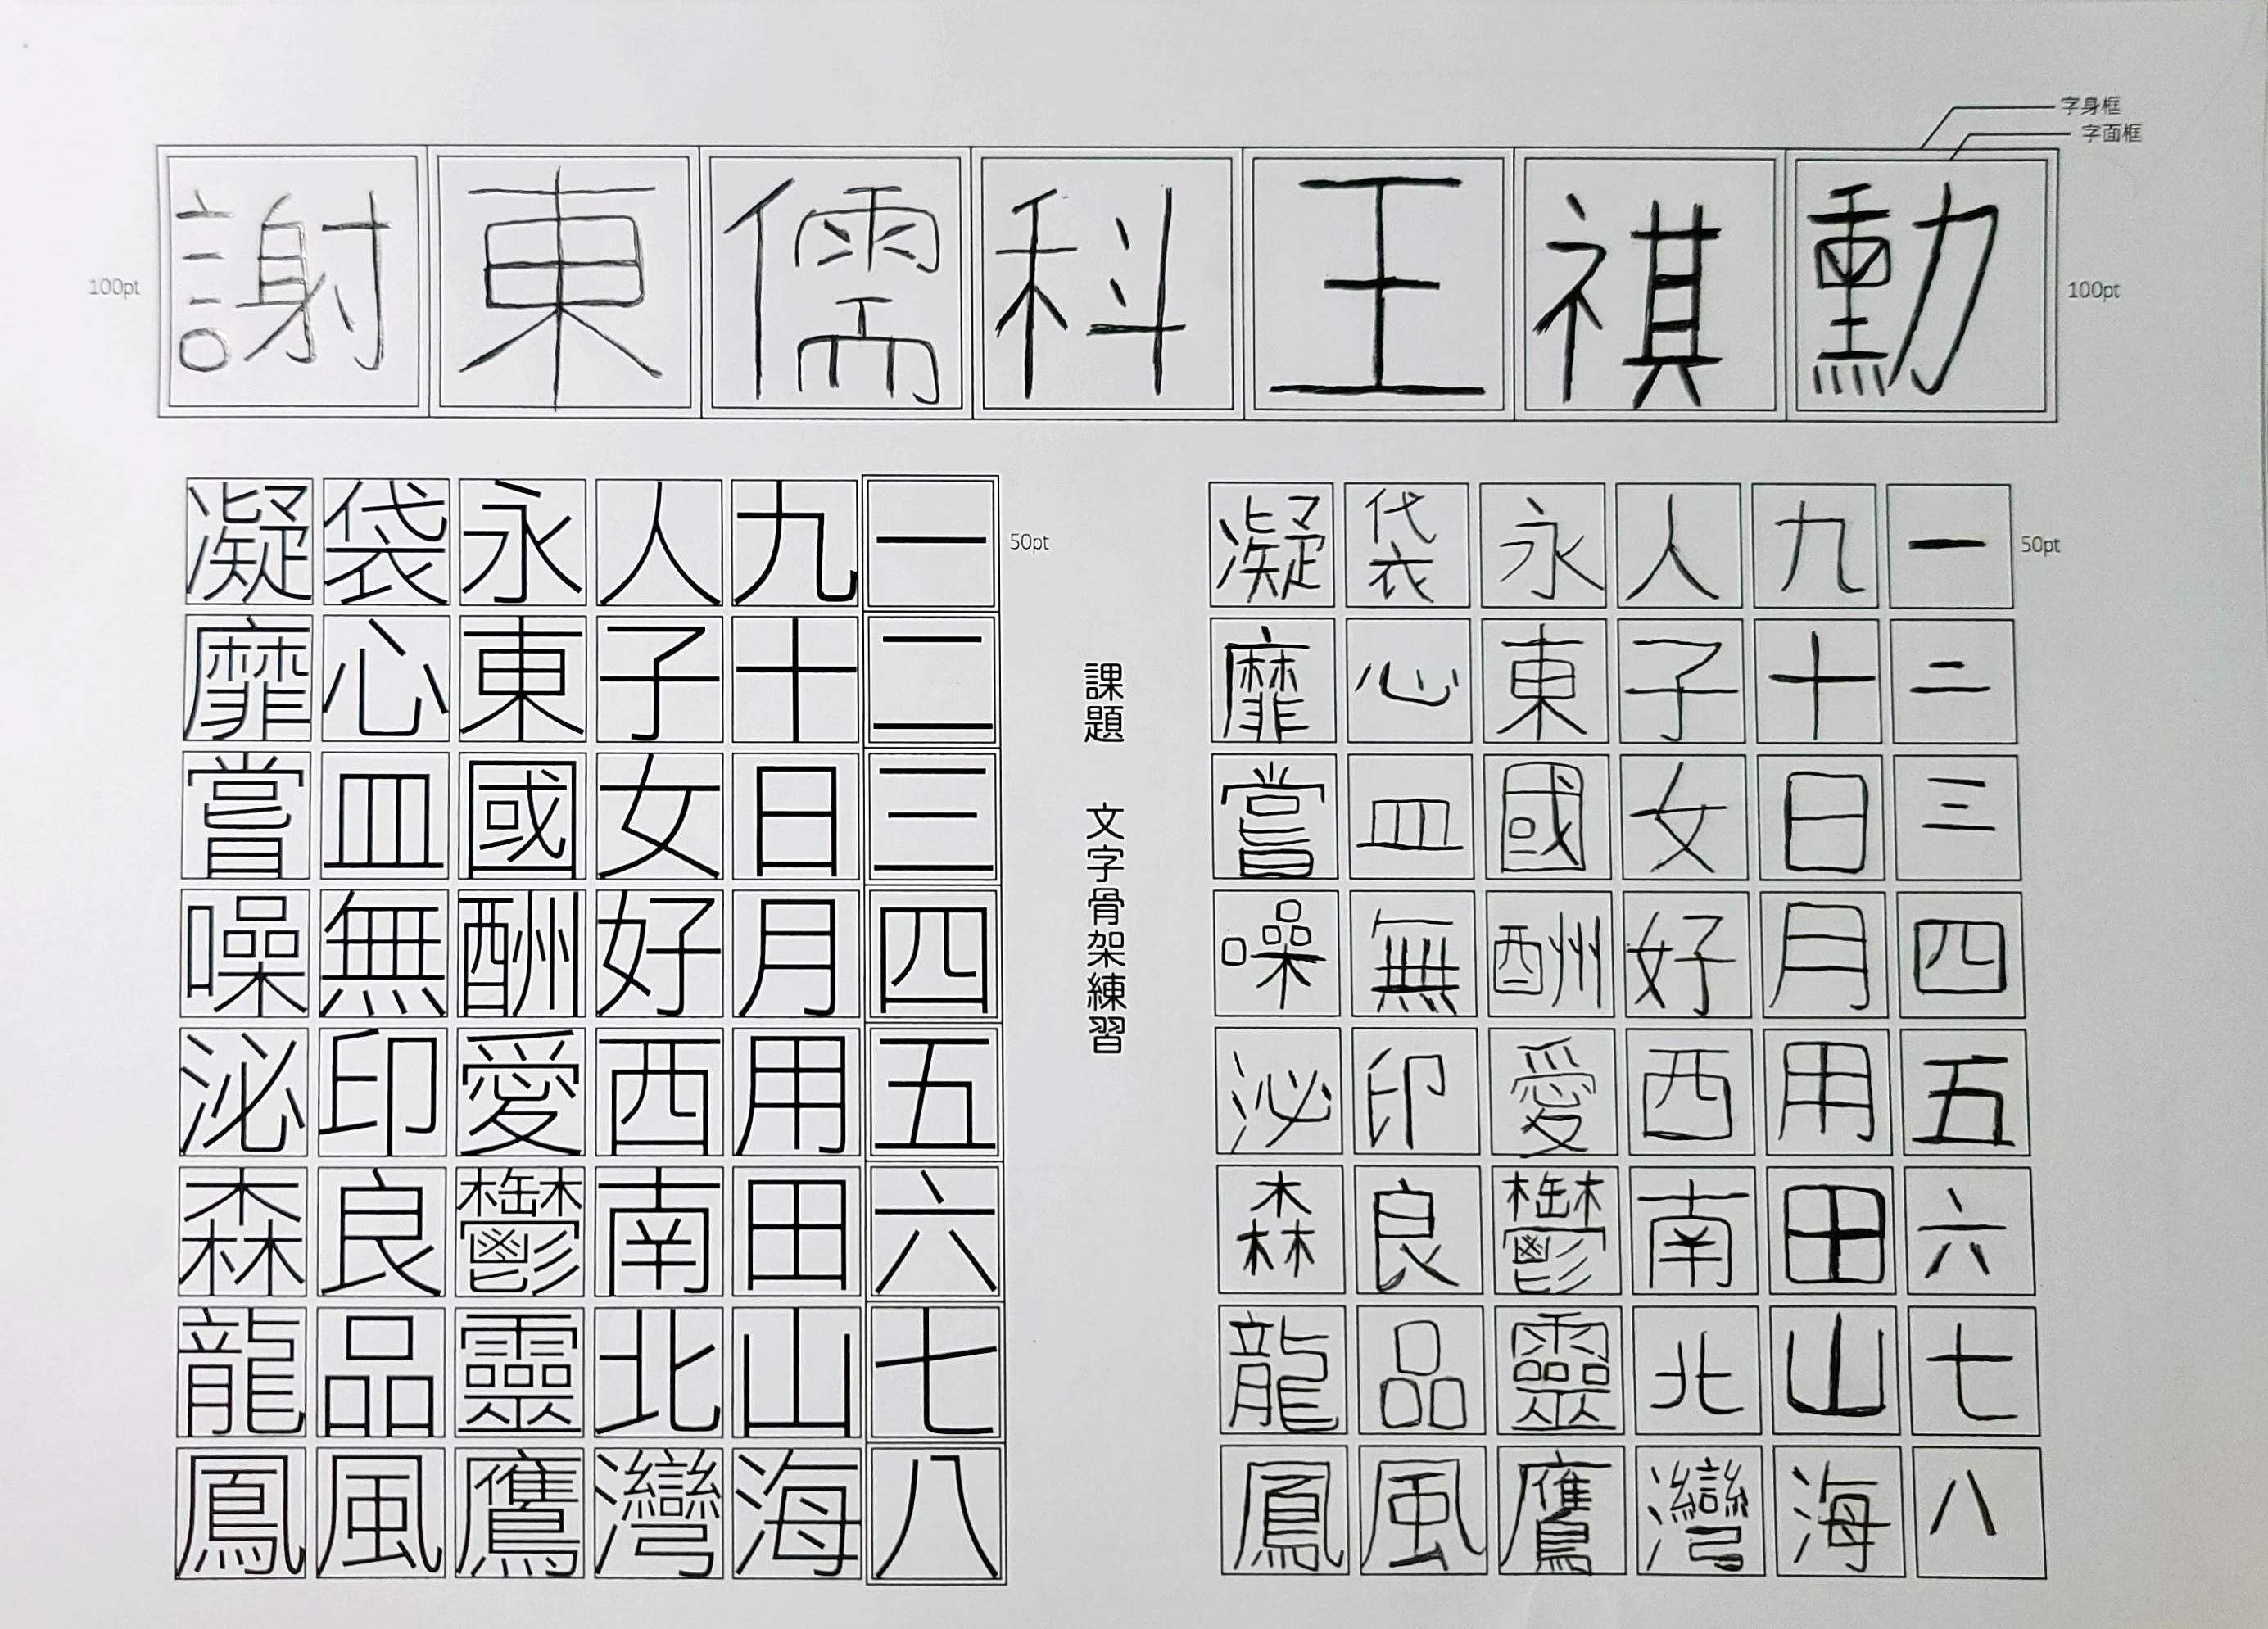 字身框
字面框
100pt
謝東儒科王祺勳
100pt
50pt
一二三四五六七八
九十日月用田山海
人子女好西南北灣
永東國酬愛鬱靈鷹
袋心皿無印良品風
凝靡嘗噪泌森龍鳳
課題 文字骨架練習
50pt
一二三四五六七八
九十日月用田山海
人子女好西南北灣
永東國酬愛鬱靈鷹
袋心皿無印良品風
凝靡嘗噪泌森龍鳳